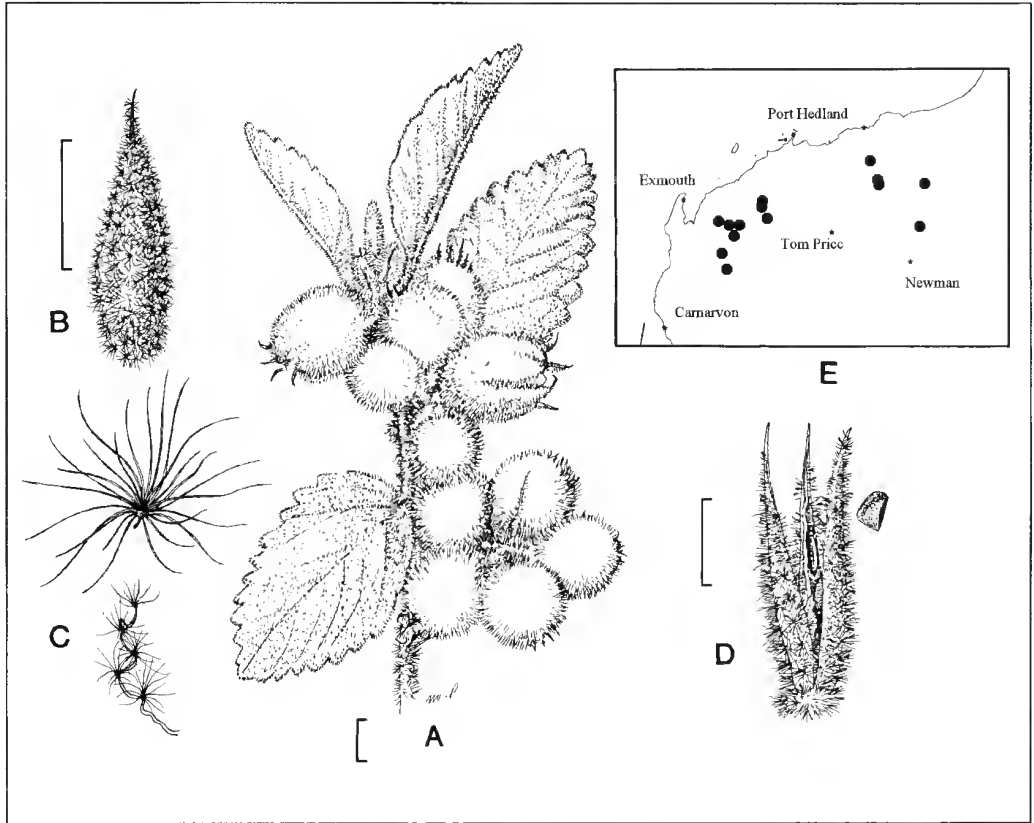 Port Hedland
Exmouth
Tom Price
Newman
Carnarvon
E
B
C
D
A